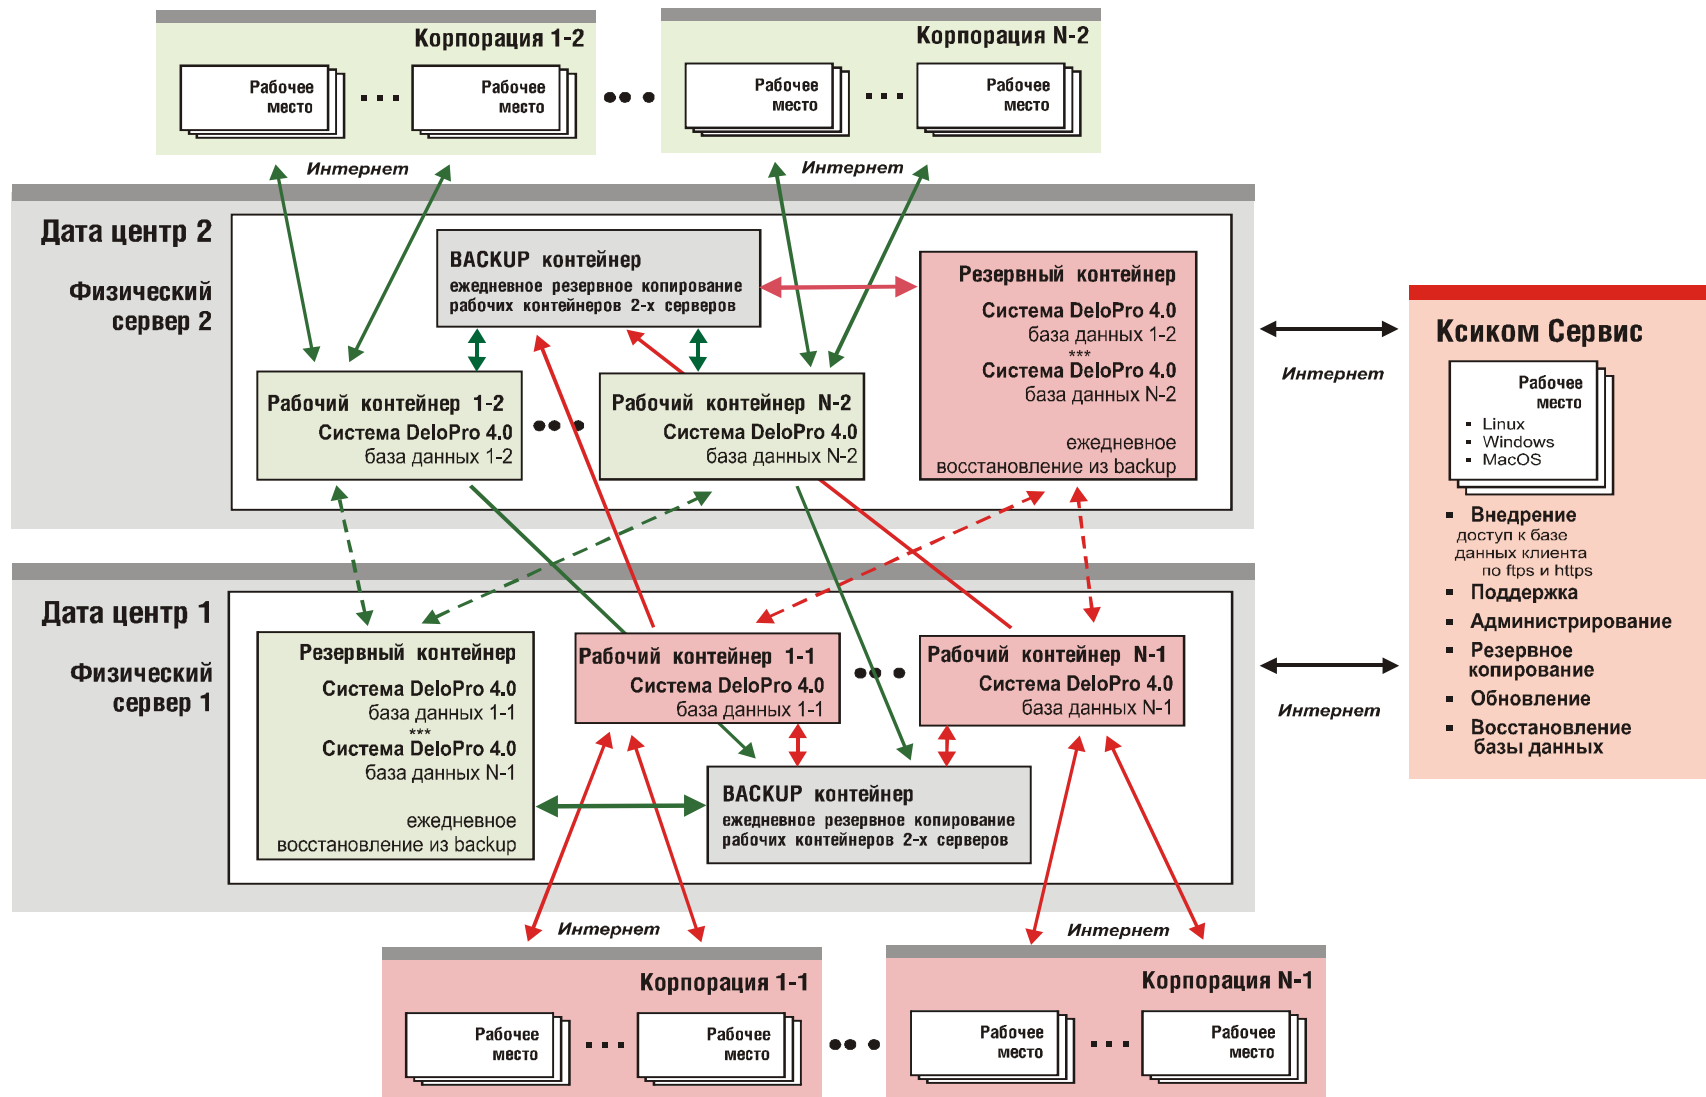 Корпорация 1-2
Рабочее
место
Рабочее
место
Корпорация N-2
Рабочее
место
Рабочее
место
Интернет
Интернет
Дата центр 2
Физический
сервер 2
BACKUP контейнер
ежедневное резервное копирование
рабочих контейнеров 2-х серверов
Резервный контейнер
Система DeloPro 4.0
база данных 1-2
***
Система DeloPro 4.0
база данных N-2
ежедневное
восстановление из backup
Рабочий контейнер 1-2
Система DeloPro 4.0
база данных 1-2
Рабочий контейнер N-2
Система DeloPro 4.0
база данных N-2
Интернет
Дата центр 1
Физический
сервер 1
Резервный контейнер
Система DeloPro 4.0
база данных 1-1
***
Система DeloPro 4.0
база данных N-1
ежедневное
восстановление из backup
Рабочий контейнер 1-1
Система DeloPro 4.0
база данных 1-1
Рабочий контейнер N-1
Система DeloPro 4.0
база данных N-1
BACKUP контейнер
ежедневное резервное копирование
рабочих контейнеров 2-х серверов
Интернет
Интернет
Интернет
Корпорация 1-1
Рабочее
место
Рабочее
место
Корпорация N-1
Рабочее
место
Рабочее
место
Ксиком Сервис
Рабочее
место
▪ Linux
▪ Windows
▪ MacOS
▪ Внедрение
доступ к базе
данных клиента
по ftps и https
▪ Поддержка
▪ Администрирование
▪ Резервное
копирование
▪ Обновление
▪ Восстановление
базы данных